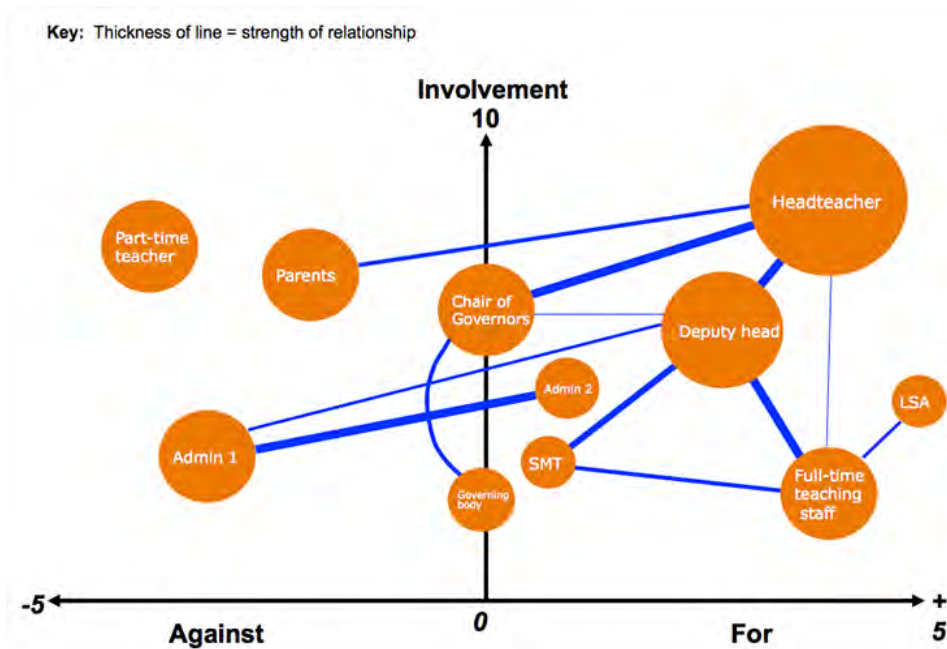 Key: Thickness of line = strength of relationship
Involvement
10
Headteacher
Part-time
teacher
Parents
Chair of
Governors
Deputy head
Admin 2
LSA
Admin 1
SMT
Full-time
teaching
staff
Governing
body
-5
0
+
5
Against
For